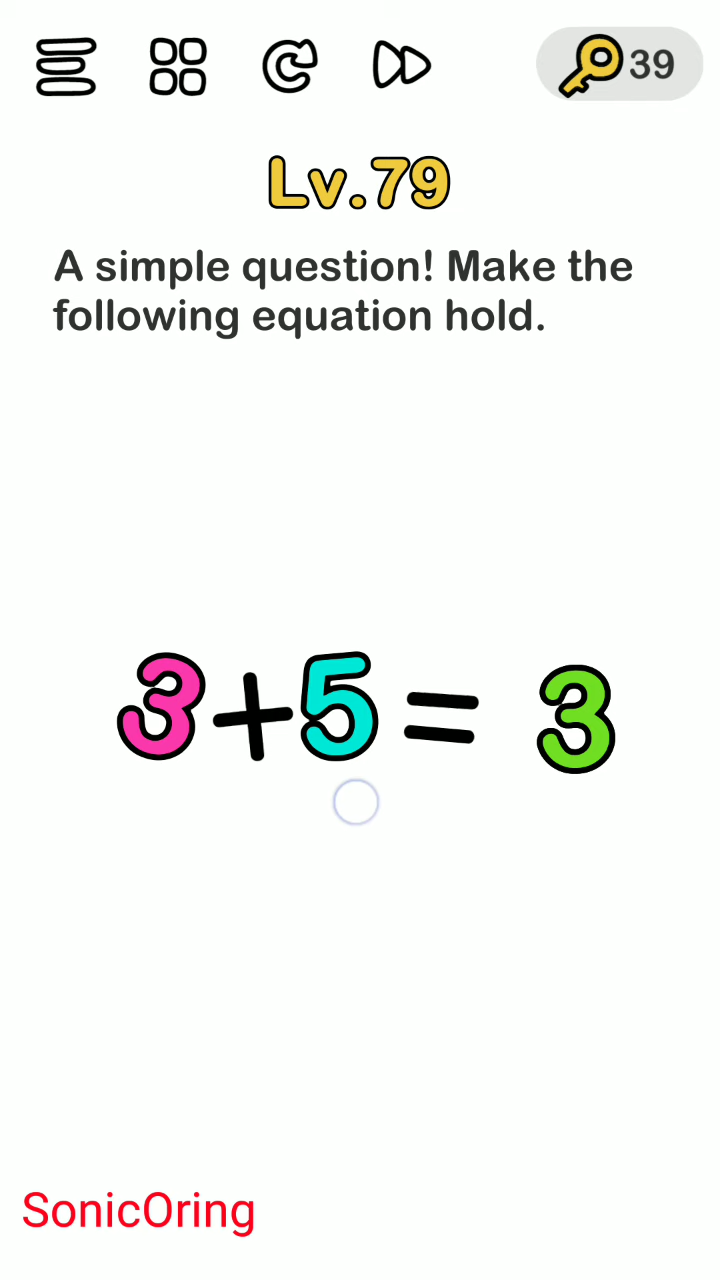 39
Lv.79
A simple question! Make the
following equation hold.
3+5= 3
SonicOring